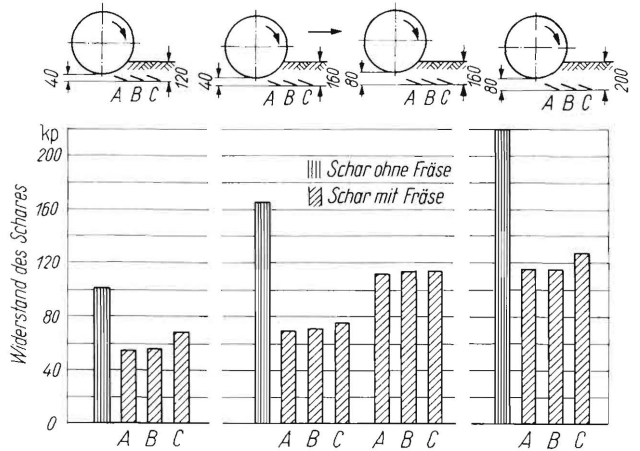 40 120 40 160 80 160 80 200
A B C A B C A B C A B C
kp
200
Schar ohne Fräse
Schar mit Fräse
160
120
80
40
0
Widerstand des Schares
A B C A B C A B C A B C